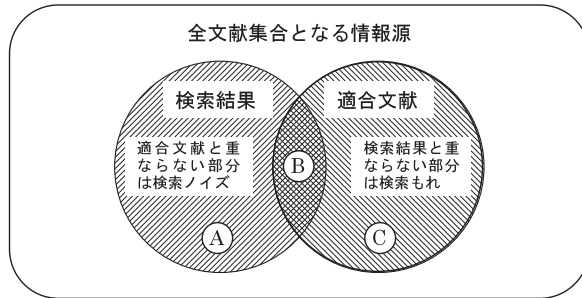 全文献集合となる情報源
検索結果
適合文献
適合文献と重
ならない部分
は検索ノイズ
検索結果と重
ならない部分
は検索もれ
B
A
C